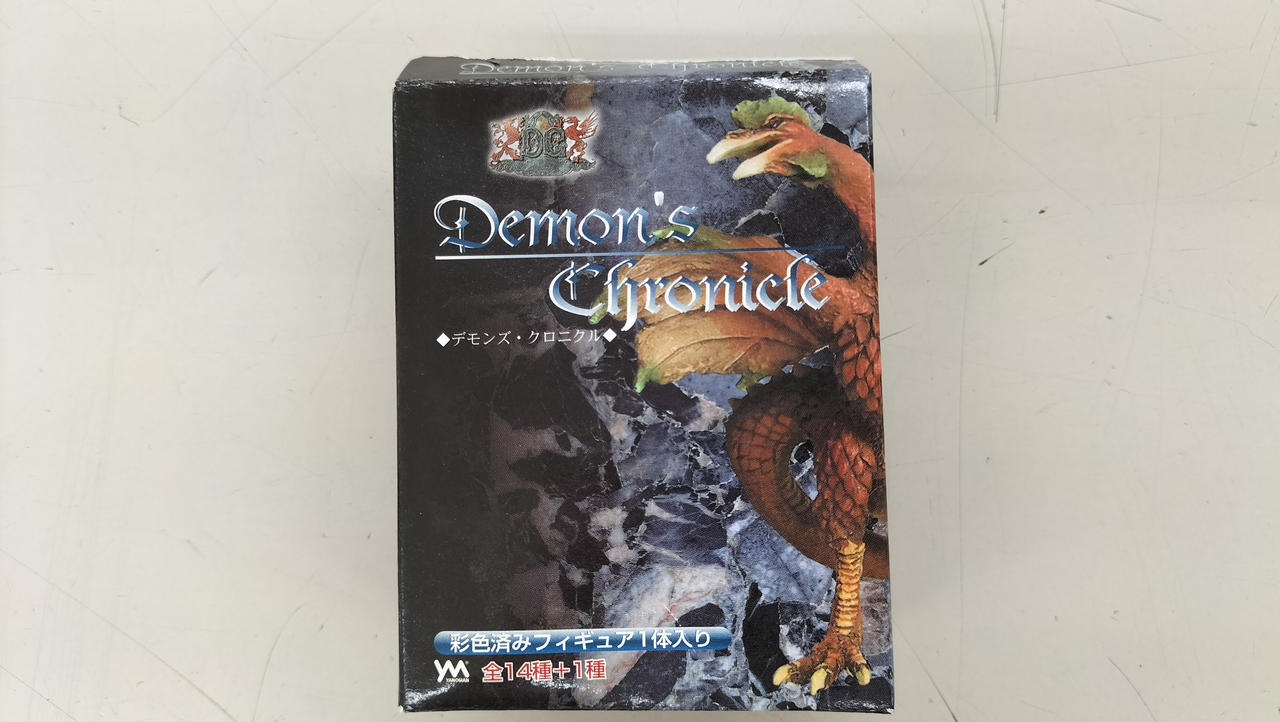 Demon's Chronicle
DC
Demon's
Chronicle
◆デモンズ・クロニクル◆
彩色済みフィギュア1体入り
YM
YANOMAN
全14種+1種